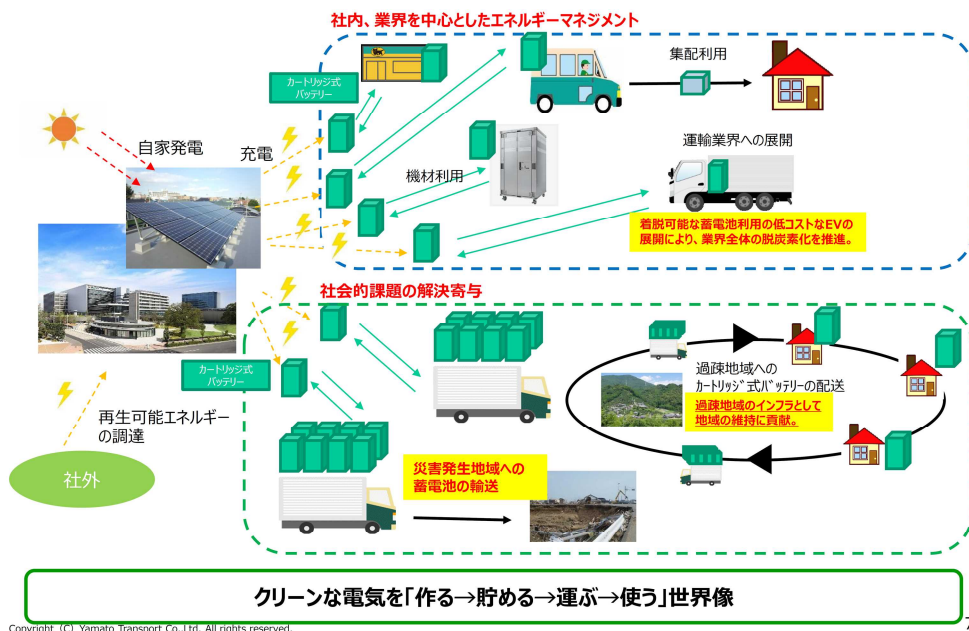 社内、業界を中心としたエネルギーマネジメント
カートリッジ式
バッテリー
集配利用
自家発電
充電
運輸業界への展開
機材利用
着脱可能な蓄電池利用の低コストなEVの
展開により、業界全体の脱炭素化を推進。
社会的課題の解決寄与
カートリッジ式
バッテリー
過疎地域への
カートリッジ式バッテリーの配送
過疎地域のインフラとして
地域の維持に貢献。
再生可能エネルギー
の調達
社外
災害発生地域への
蓄電池の輸送
クリーンな電気を「作る→貯める→運ぶ→使う」世界像
Copyright (C) Yamato Transport Co., Ltd. All rights reserved.